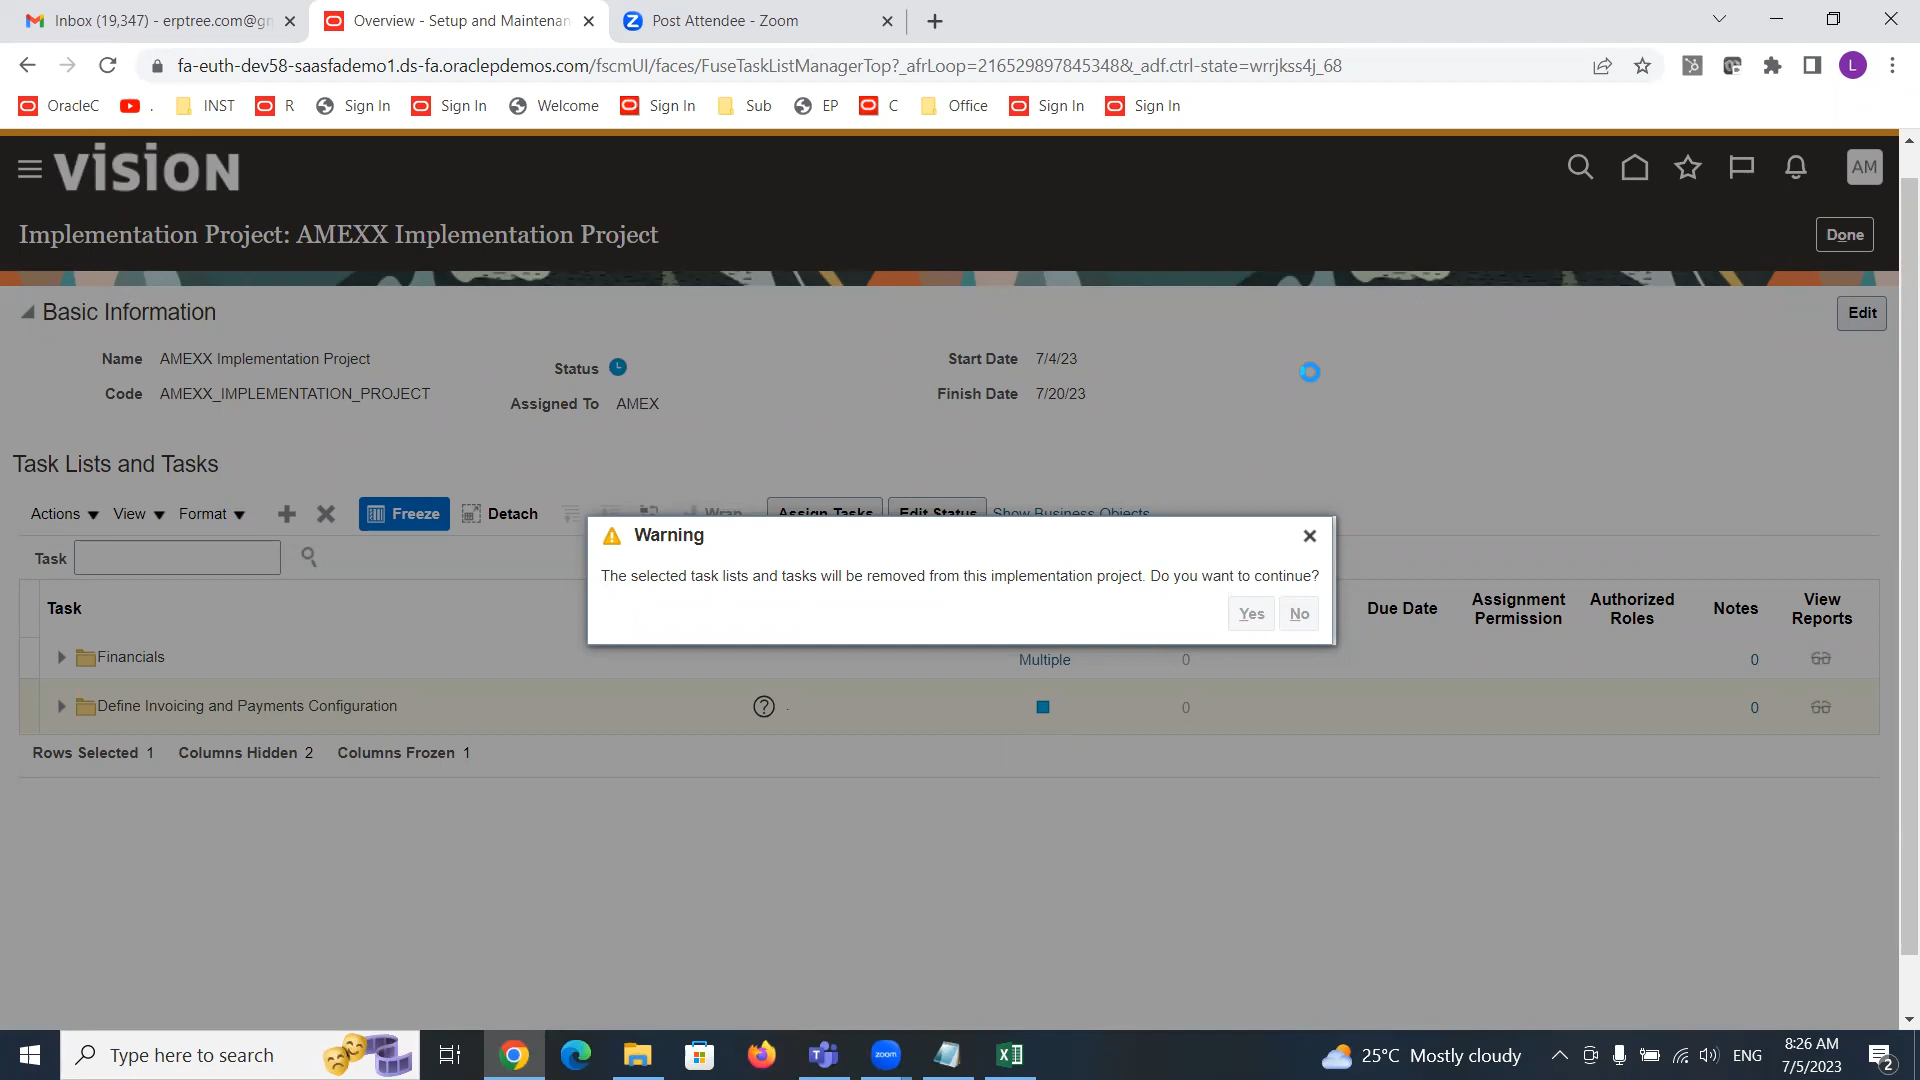 Inbox (19,347) - erptree.com@gm
Overview - Setup and Maintenan
Post Attendee - Zoom
fa-euth-dev58-saasfademo1.ds-fa.oraclepdemos.com/fscmUI/faces/FuseTaskListManagerTop?_afrLoop=216529897845348&_adf.ctrl-state=wrrjkss4j_68
L
OracleC . INST R Sign In Sign In Welcome Sign In Sub EP C Office Sign In Sign In
VISION
AM
Implementation Project: AMEXX Implementation Project
Done
Basic Information
Edit
Name AMEXX Implementation Project
Status
Start Date 7/4/23
Code AMEXX_IMPLEMENTATION_PROJECT
Assigned To AMEX
Finish Date 7/20/23
Task Lists and Tasks
Actions View Format Freeze Detach Wrap Assign Tasks Edit Status Show Business Objects
Warning
The selected task lists and tasks will be removed from this implementation project. Do you want to continue?
Yes No
Task
Task Due Date Assignment Permission Authorized Roles Notes View Reports
Financials Multiple 0 0
Define Invoicing and Payments Configuration 0 0
Rows Selected 1 Columns Hidden 2 Columns Frozen 1
Type here to search
zoom
25°C Mostly cloudy
ENG
8:26 AM
7/5/2023
2